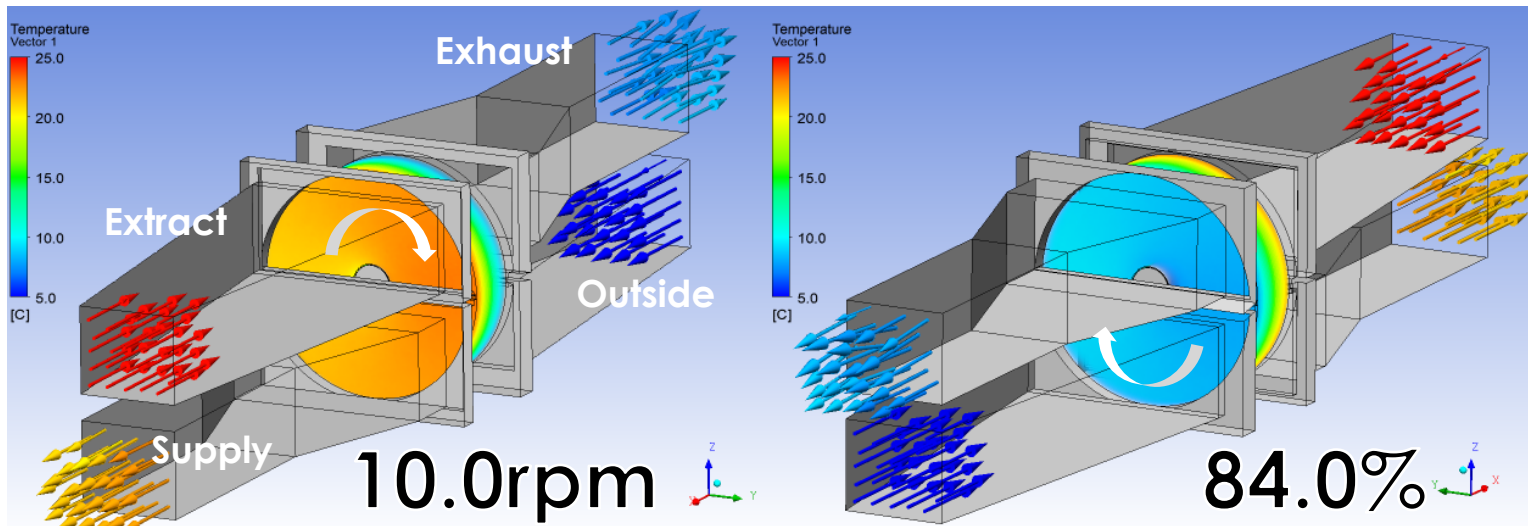 Temperature
Vector 1
25.0
20.0
15.0
10.0
5.0
[C]
Exhaust
Extract
Outside
Supply
10.0rpm
Z
X
Y
Temperature
Vector 1
25.0
20.0
15.0
10.0
5.0
[C]
84.0%
Z
Y
X